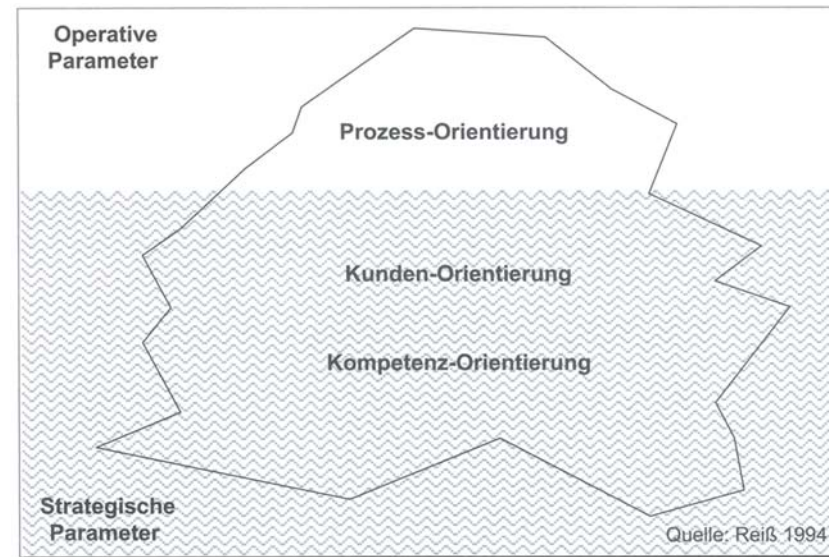 Operative
Parameter
Prozess-Orientierung
Kunden-Orientierung
Kompetenz-Orientierung
Strategische
Parameter
Quelle: Reiß 1994